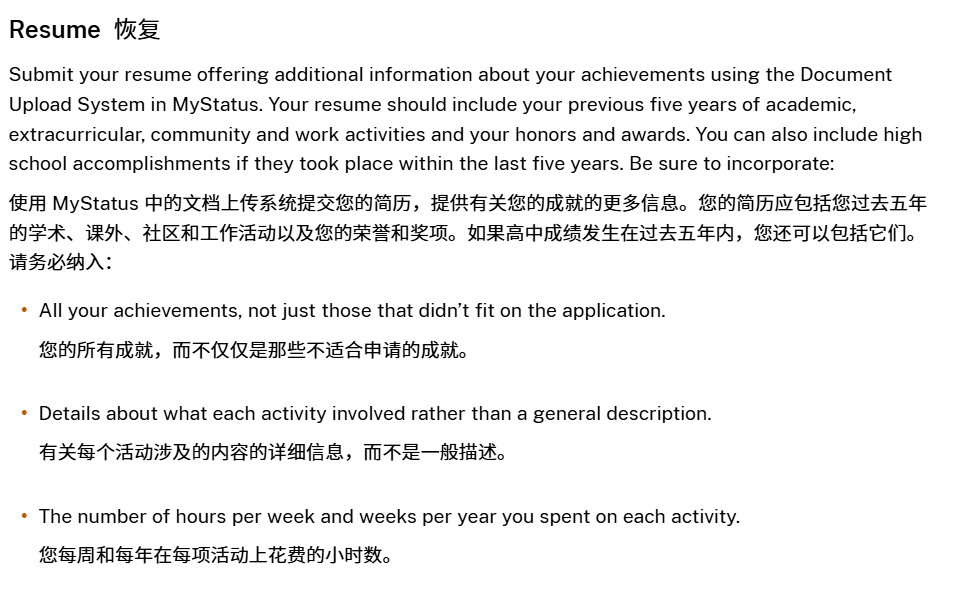 Resume 恢复
Submit your resume offering additional information about your achievements using the Document
Upload System in MyStatus. Your resume should include your previous five years of academic,
extracurricular, community and work activities and your honors and awards. You can also include high
school accomplishments if they took place within the last five years. Be sure to incorporate:
使用 MyStatus 中的文档上传系统提交您的简历，提供有关您的成就的更多信息。您的简历应包括您过去五年
的学术、课外、社区和工作活动以及您的荣誉和奖项。如果高中成绩发生在过去五年内，您还可以包括它们。
请务必纳入：
• All your achievements, not just those that didn’t fit on the application.
您的所有成就，而不仅仅是那些不适合申请的成就。
• Details about what each activity involved rather than a general description.
有关每个活动涉及的内容的详细信息，而不是一般描述。
• The number of hours per week and weeks per year you spent on each activity.
您每周和每年在每项活动上花费的小时数。